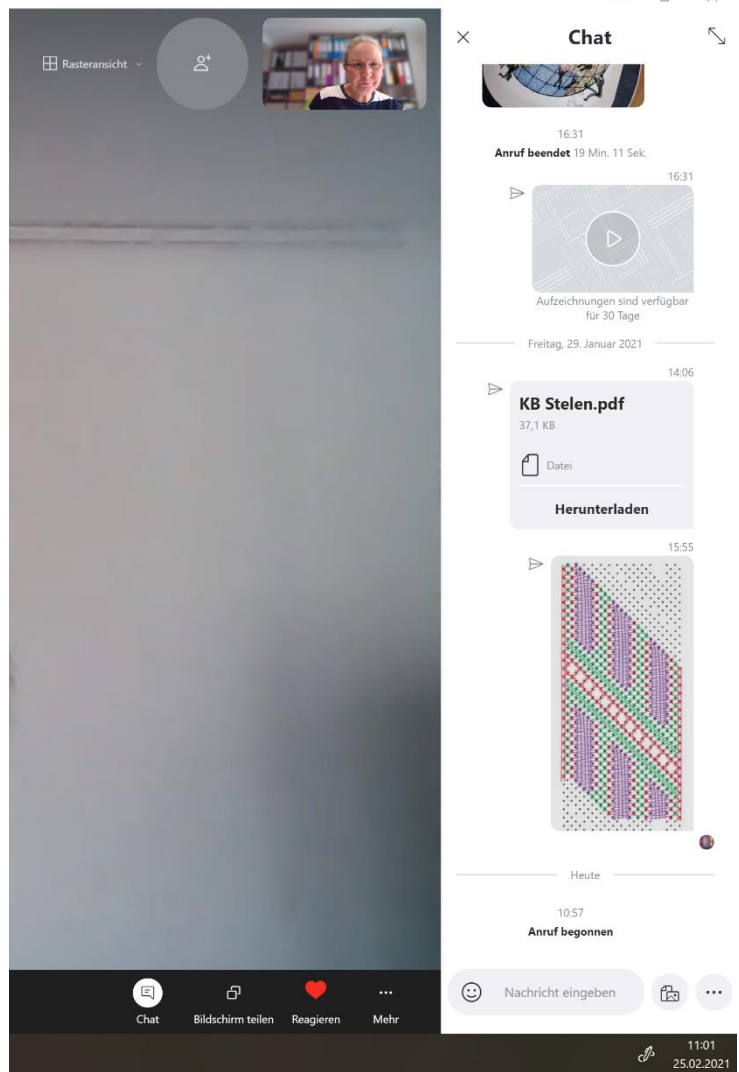 Rasteransicht
Chat
16:31
Anruf beendet 19 Min. 11 Sek.
16:31
Aufzeichnungen sind verfügbar
für 30 Tage
Freitag, 29. Januar 2021
14:06
KB Stelen.pdf
37,1 KB
Datei
Herunterladen
15:55
Heute
10:57
Anruf begonnen
Nachricht eingeben
Chat
Bildschirm teilen
Reagieren
Mehr
11:01
25.02.2021